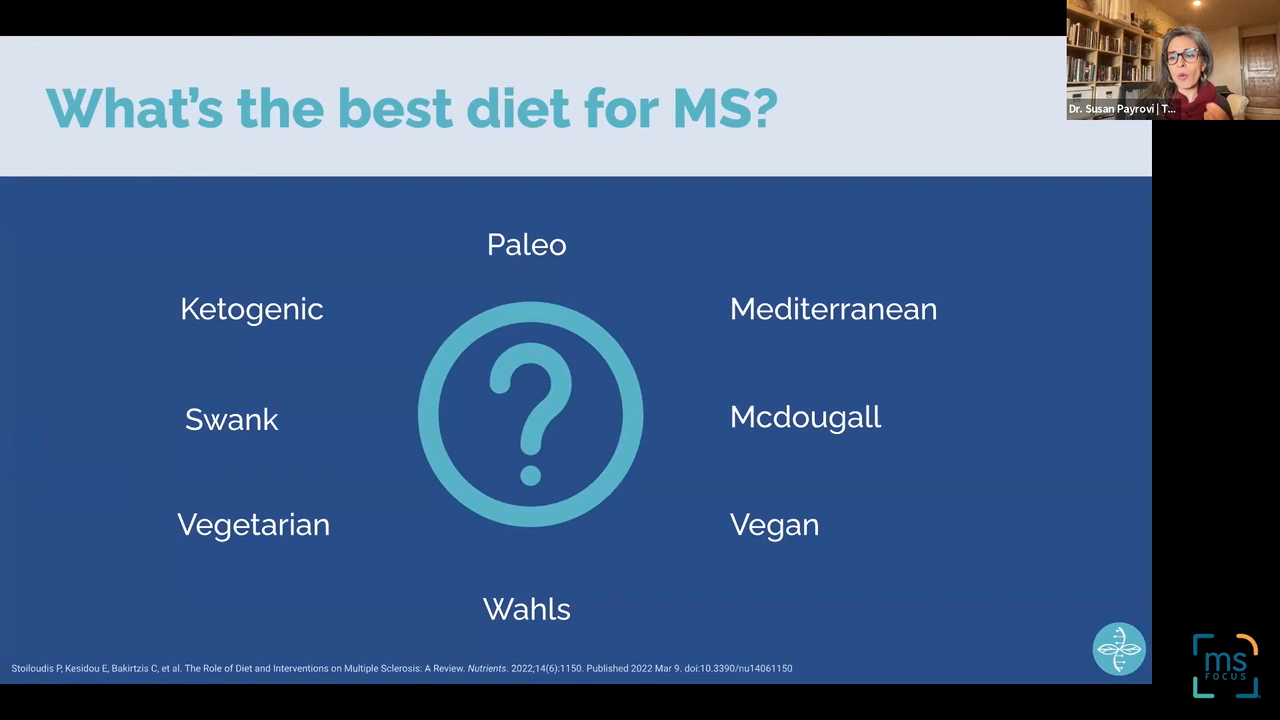 What's the best diet for MS?
Dr. Susan Payrovi | T...
Paleo
Ketogenic
Mediterranean
Swank
Mcdougall
Vegetarian
Vegan
Wahls
Stoiloudis P, Kesidou E, Bakirtzis C, et al. The Role of Diet and Interventions on Multiple Sclerosis: A Review. Nutrients. 2022;14(6):1150. Published 2022 Mar 9. doi:10.3390/nu14061150
ms
FOCUS